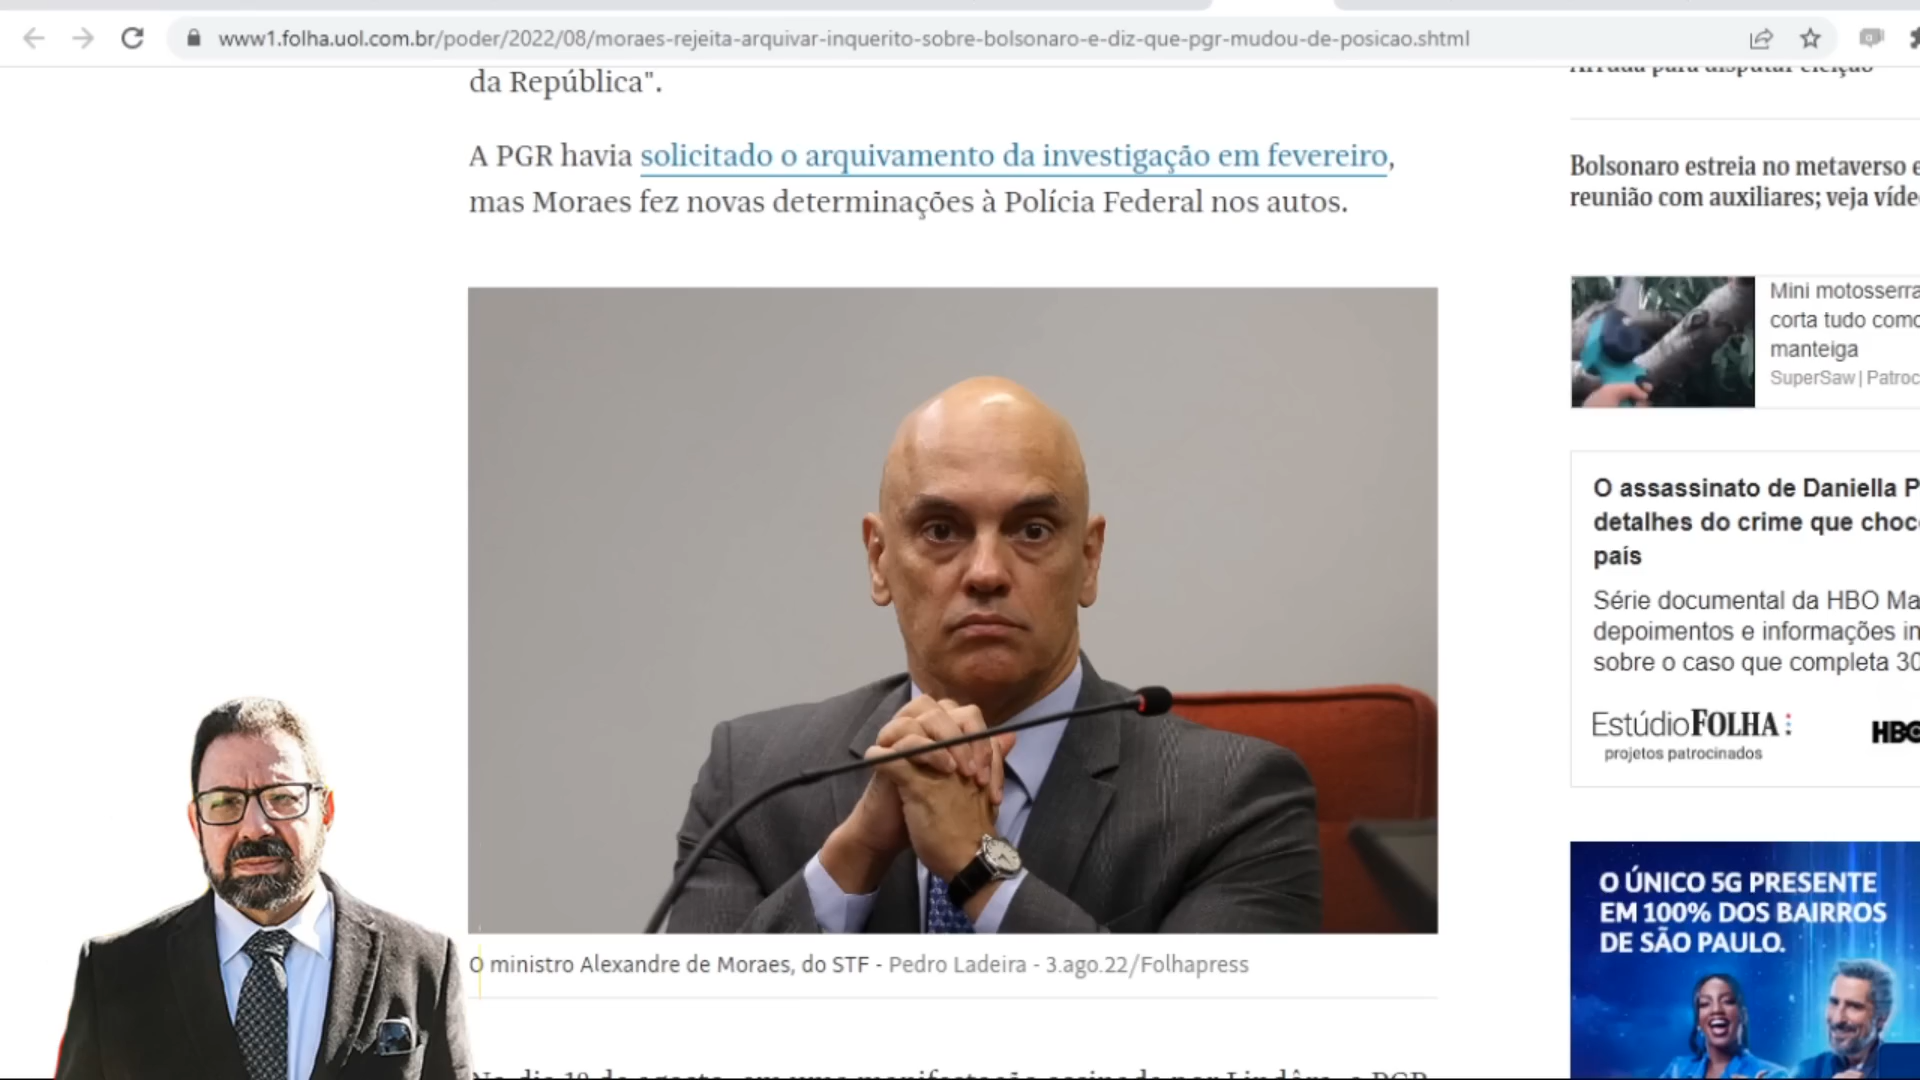 www1.folha.uol.com.br/poder/2022/08/moraes-rejeita-arquivar-inquerito-sobre-bolsonaro-e-diz-que-pgr-mudou-de-posicao.shtml
da República".
A PGR havia solicitado o arquivamento da investigação em fevereiro,
mas Moraes fez novas determinações à Polícia Federal nos autos.
O ministro Alexandre de Moraes, do STF - Pedro Ladeira - 3.ago.22/Folhapress
Arruda para disputar eleição
Bolsonaro estreia no metaverso e
reunião com auxiliares; veja víde
Mini motosserra
corta tudo como
manteiga
SuperSaw | Patroc
O assassinato de Daniella P
detalhes do crime que choc
país
Série documental da HBO Ma
depoimentos e informações in
sobre o caso que completa 30
EstúdioFOLHA:
projetos patrocinados
HBO
O ÚNICO 5G PRESENTE
EM 100% DOS BAIRROS
DE SÃO PAULO.